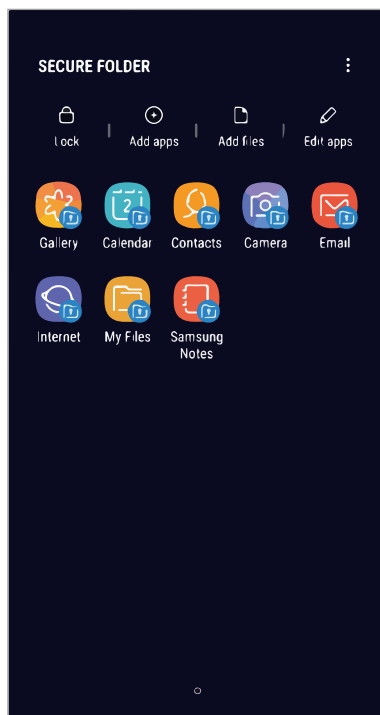 SECURE FOLDER
Lock Add apps Add files Edit apps
Gallery Calendar Contacts Camera Email
Internet My Files Samsung
Notes